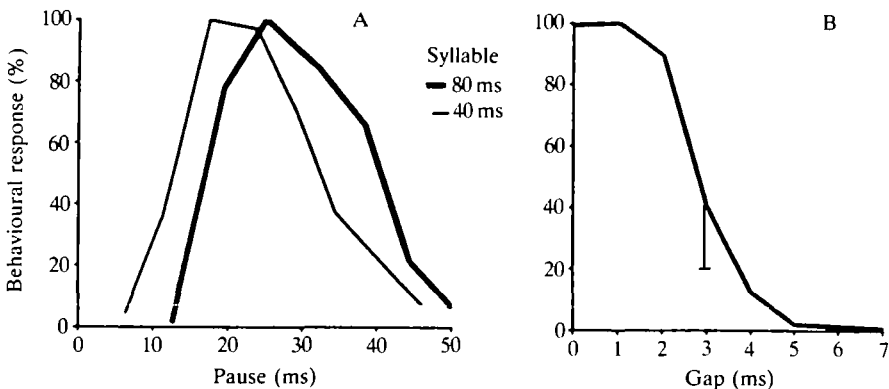 A
B
Behavioural response (%)
100
80
60
40
20
0
0 10 20 30 40 50
Pause (ms)
Syllable
80 ms
40 ms
100
80
60
40
20
0
0 1 2 3 4 5 6 7
Gap (ms)